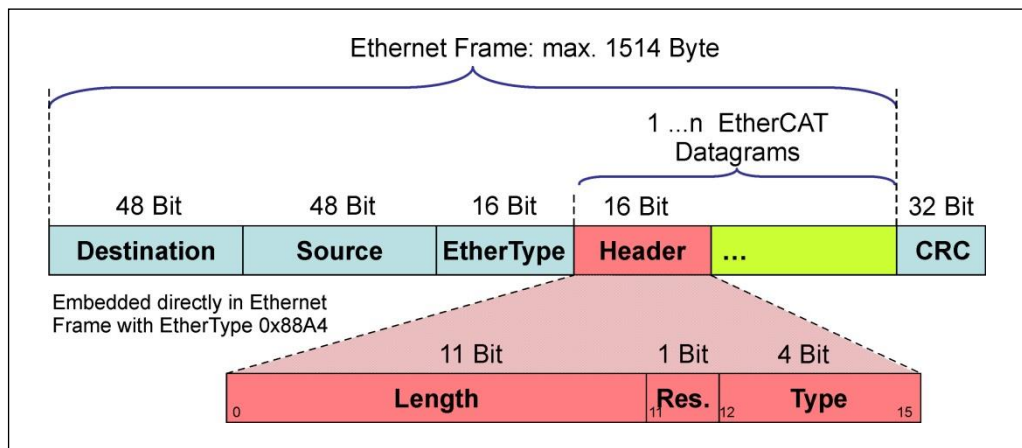 Ethernet Frame: max. 1514 Byte
1 ...n EtherCAT
Datagrams
48 Bit 48 Bit 16 Bit 16 Bit 32 Bit
Destination Source EtherType Header ... CRC
Embedded directly in Ethernet
Frame with EtherType 0x88A4
11 Bit 1 Bit 4 Bit
Length Res. Type
0 11 12 15